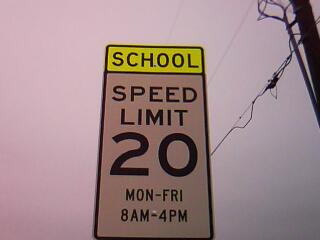 SCHOOL
SPEED
LIMIT
20
MON-FRI
8AM-4PM